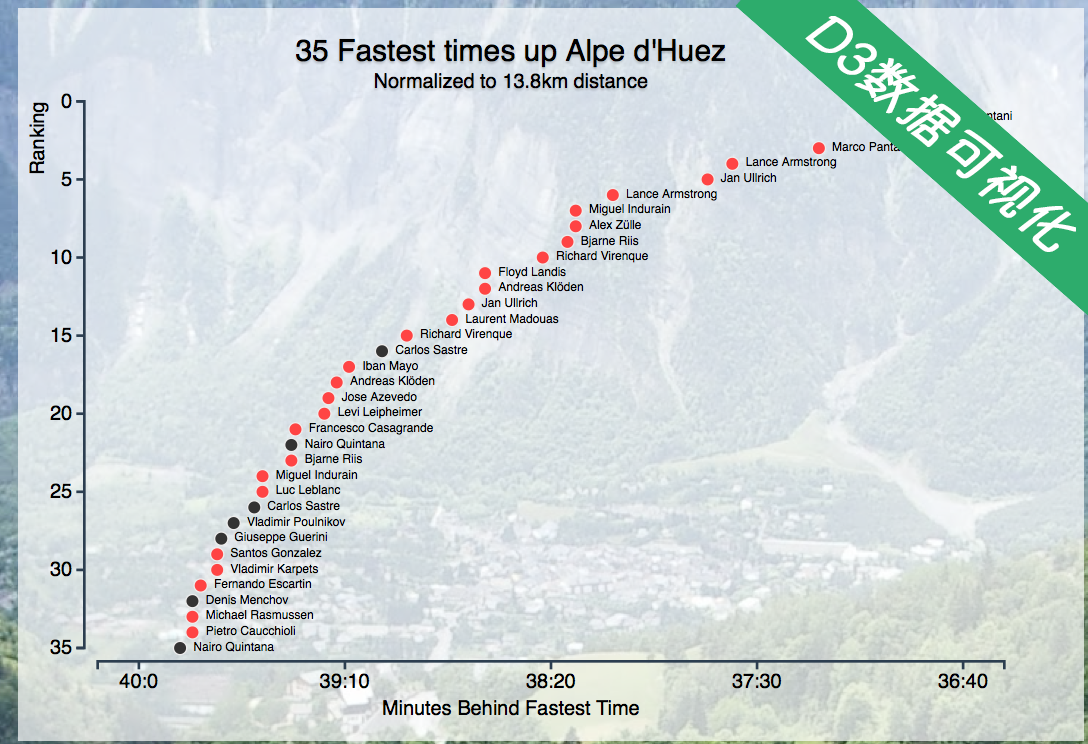 35 Fastest times up Alpe d'Huez
Normalized to 13.8km distance
D3数据可视化
Ranking
0
5
10
15
20
25
30
35
Marco
Lance Armstrong
Jan Ullrich
Lance Armstrong
Miguel Indurain
Alex Zülle
Bjarne Riis
Richard Virenque
Floyd Landis
Andreas Klöden
Jan Ullrich
Laurent Madouas
Richard Virenque
Carlos Sastre
Iban Mayo
Andreas Klöden
Jose Azevedo
Levi Leipheimer
Francesco Casagrande
Nairo Quintana
Bjarne Riis
Miguel Indurain
Luc Leblanc
Carlos Sastre
Vladimir Poulnikov
Giuseppe Guerini
Santos Gonzalez
Vladimir Karpets
Fernando Escartin
Denis Menchov
Michael Rasmussen
Pietro Caucchioli
Nairo Quintana
40:0 39:10 38:20 37:30 36:40
Minutes Behind Fastest Time